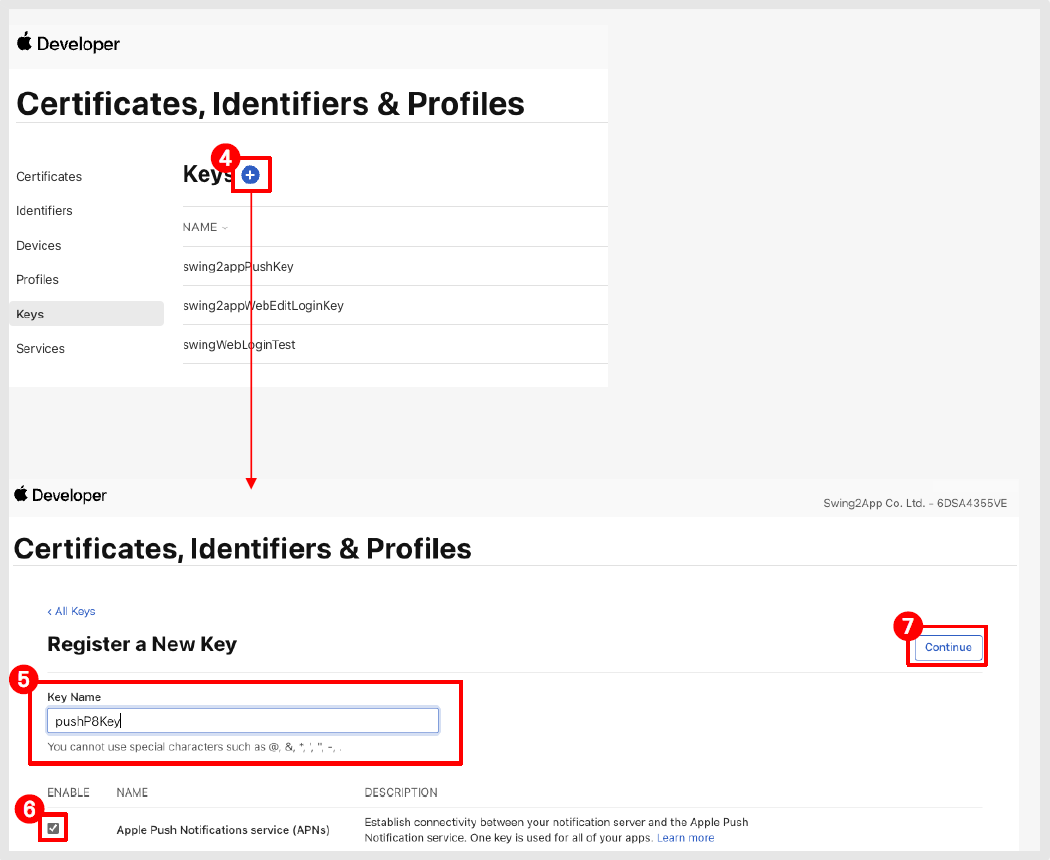 Developer
Certificates, Identifiers & Profiles
Certificates
Identifiers
Devices
Profiles
Keys
Services
4
Keys
NAME
swing2appPushKey
swing2appWebEditLoginKey
swingWebLoginTest
Developer
Swing2App Co. Ltd. - 6DSA4355VE
Certificates, Identifiers & Profiles
‹ All Keys
Register a New Key
7
Continue
5
Key Name
pushP8Key
You cannot use special characters such as @, &, *, ', ", -, .
ENABLE NAME DESCRIPTION
6
Apple Push Notifications service (APNs)
Establish connectivity between your notification server and the Apple Push
Notification service. One key is used for all of your apps. Learn more